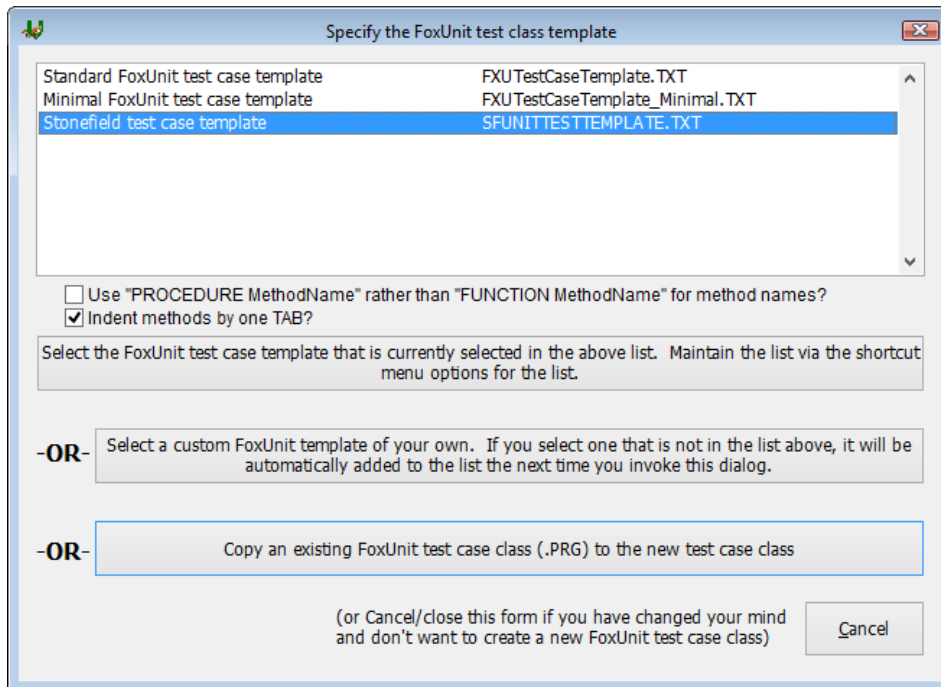 Specify the FoxUnit test class template
Standard FoxUnit test case template FXUTestCaseTemplate.TXT
Minimal FoxUnit test case template FXUTestCaseTemplate_Minimal.TXT
Stonefield test case template SFUNITTESTTEMPLATE.TXT
Use "PROCEDURE MethodName" rather than "FUNCTION MethodName" for method names?
Indent methods by one TAB?
Select the FoxUnit test case template that is currently selected in the above list. Maintain the list via the shortcut
menu options for the list.
-OR-
Select a custom FoxUnit template of your own. If you select one that is not in the list above, it will be
automatically added to the list the next time you invoke this dialog.
-OR-
Copy an existing FoxUnit test case class (.PRG) to the new test case class
(or Cancel/close this form if you have changed your mind
and don't want to create a new FoxUnit test case class)
Cancel